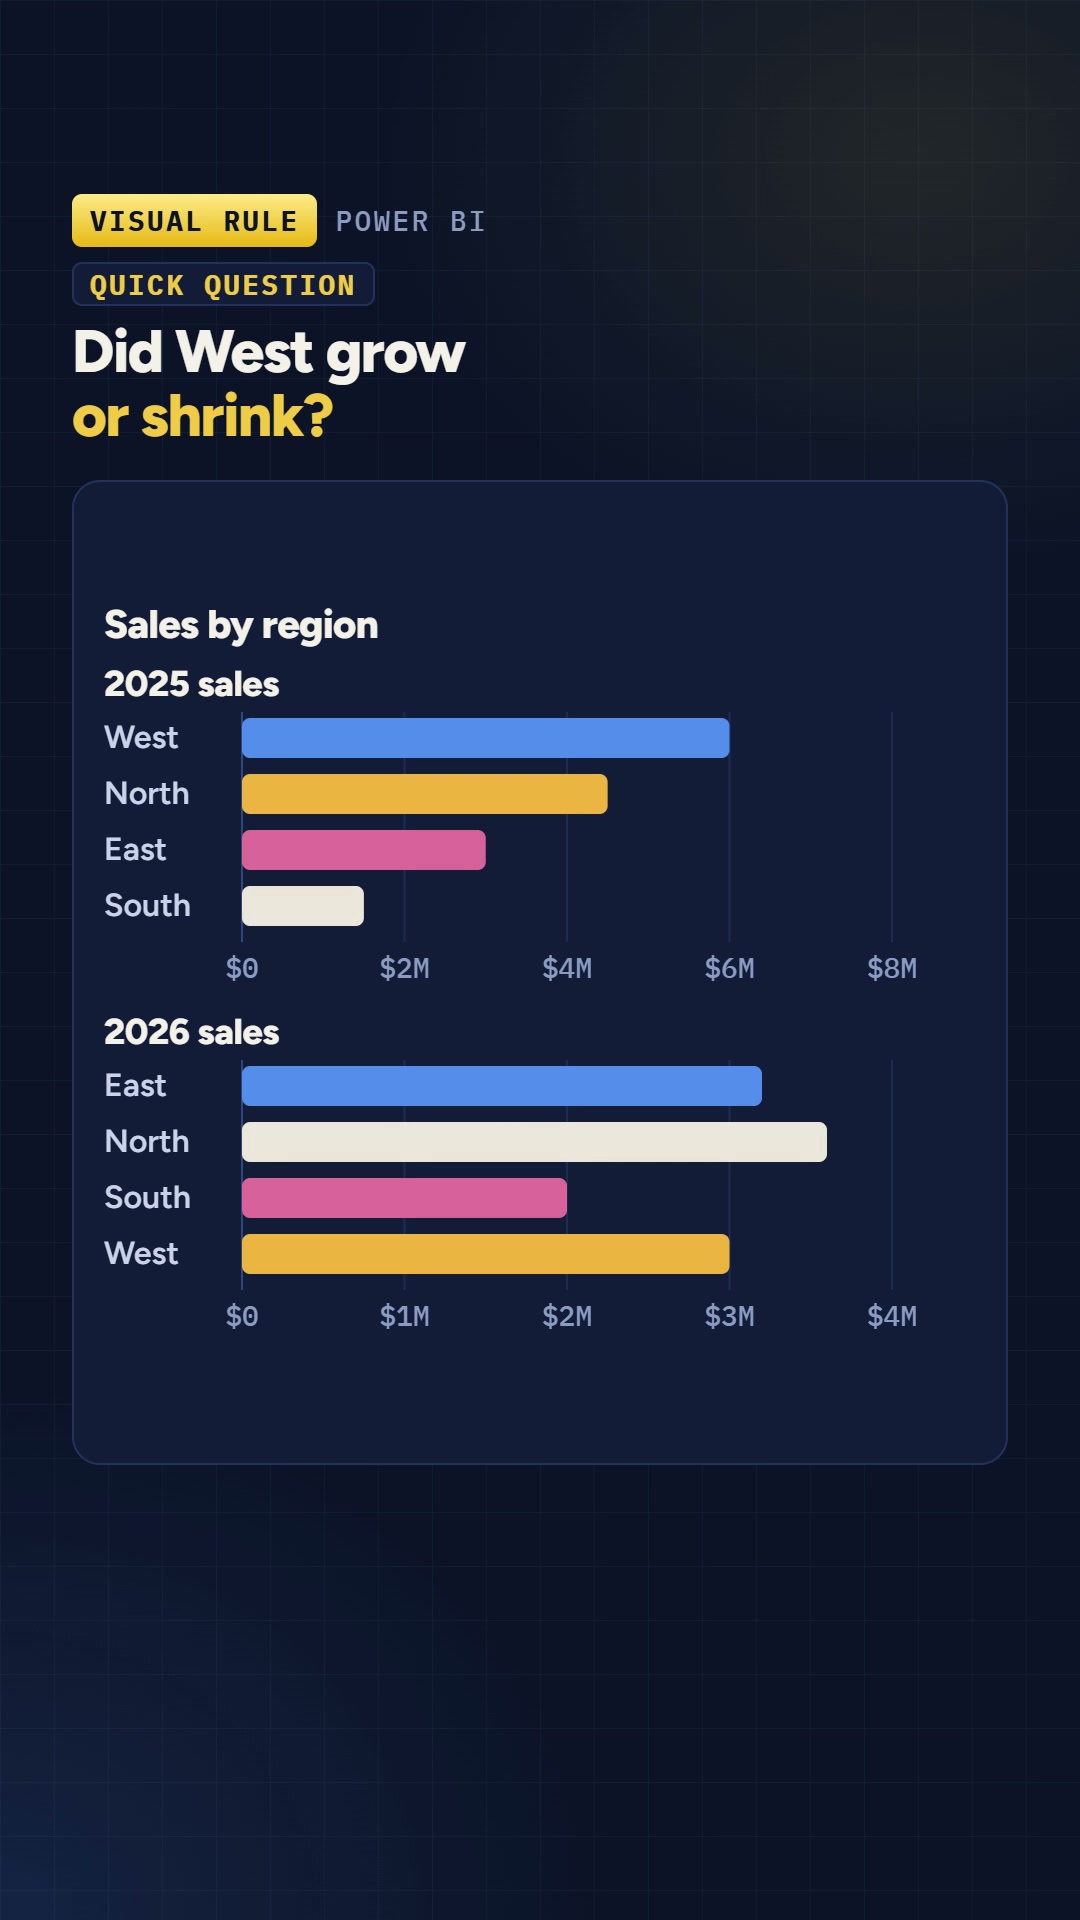 VISUAL RULE POWER BI
QUICK QUESTION
Did West grow
or shrink?
Sales by region
2025 sales
West
North
East
South
$0 $2M $4M $6M $8M
2026 sales
East
North
South
West
$0 $1M $2M $3M $4M